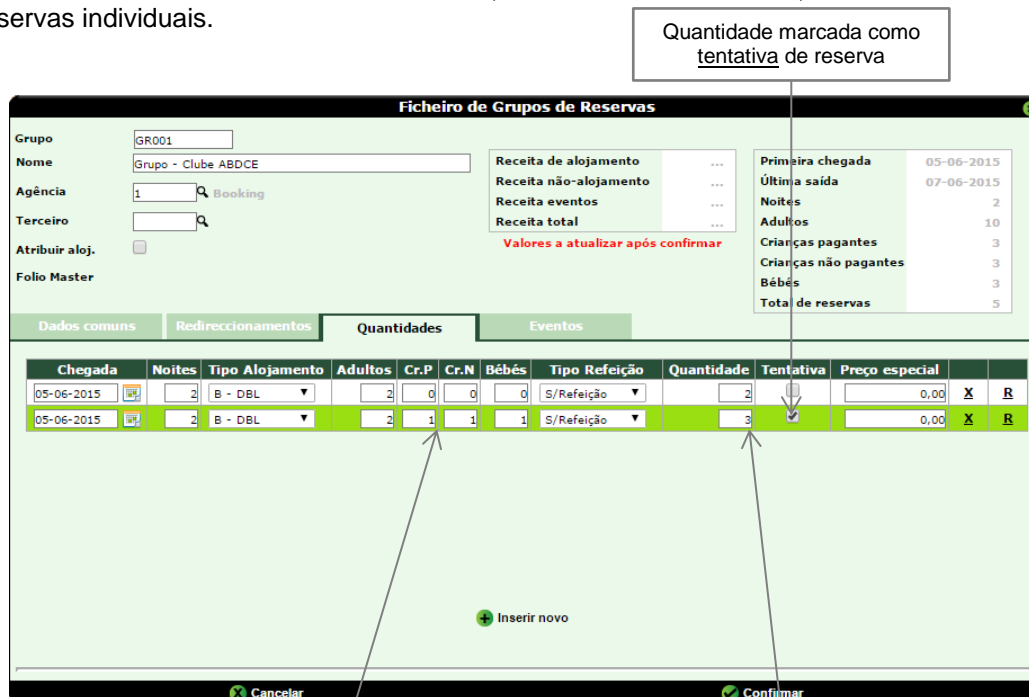 servas individuais.
Quantidade marcada como
tentativa de reserva
Ficheiro de Grupos de Reservas
Grupo GR001
Nome Grupo - Clube ABDCE
Agência 1 Booking
Terceiro
Atribuir aloj.
Folio Master
Receita de alojamento ...
Receita não-alojamento ...
Receita eventos ...
Receita total ...
Valores a atualizar após confirmar
Primeira chegada 05-06-2015
Última saída 07-06-2015
Noites 2
Adultos 10
Crianças pagantes 3
Crianças não pagantes 3
Bébés 3
Total de reservas 5
Dados comuns Redireccionamentos Quantidades Eventos
Chegada Noites Tipo Alojamento Adultos Cr.P Cr.N Bébés Tipo Refeição Quantidade Tentativa Preço especial
05-06-2015 2 B - DBL 2 0 0 0 S/Refeição 2 0,00 X R
05-06-2015 2 B - DBL 2 1 1 1 S/Refeição 3 0,00 X R
Inserir novo
Cancelar Confirmar